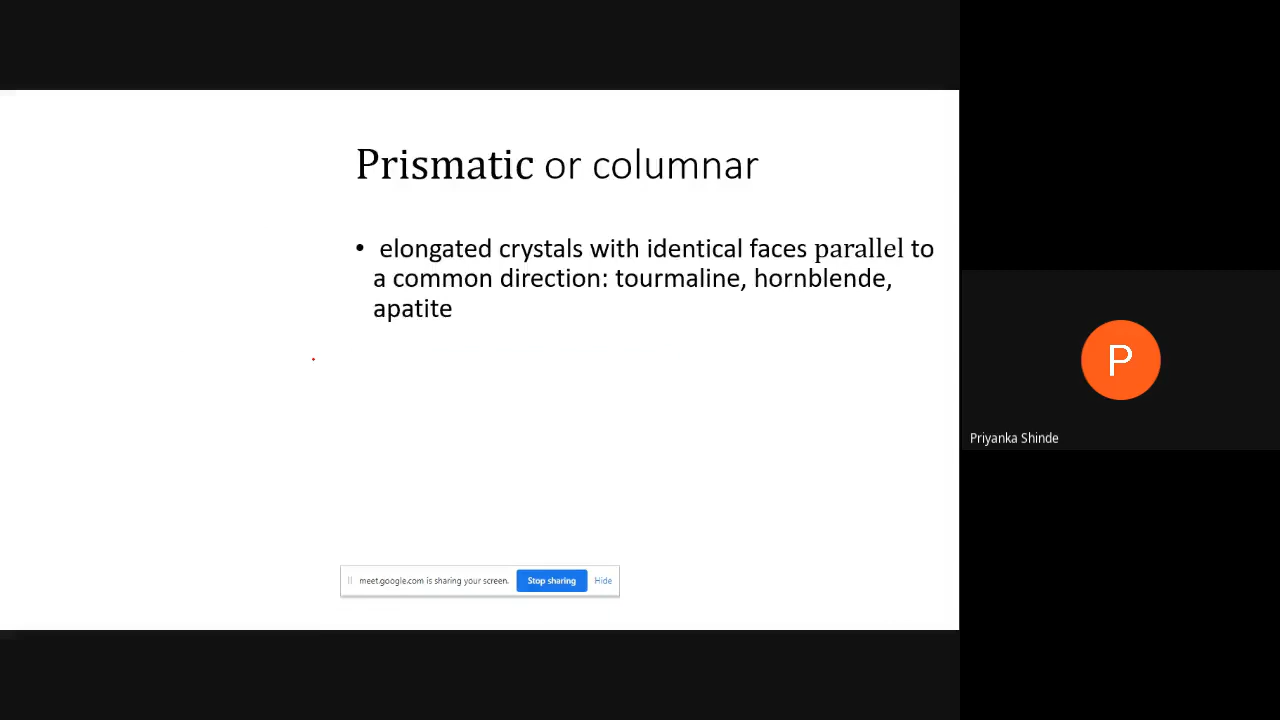 Prismatic or columnar
• elongated crystals with identical faces parallel to
a common direction: tourmaline, hornblende,
apatite
P
Priyanka Shinde
meet.google.com is sharing your screen. Stop sharing Hide